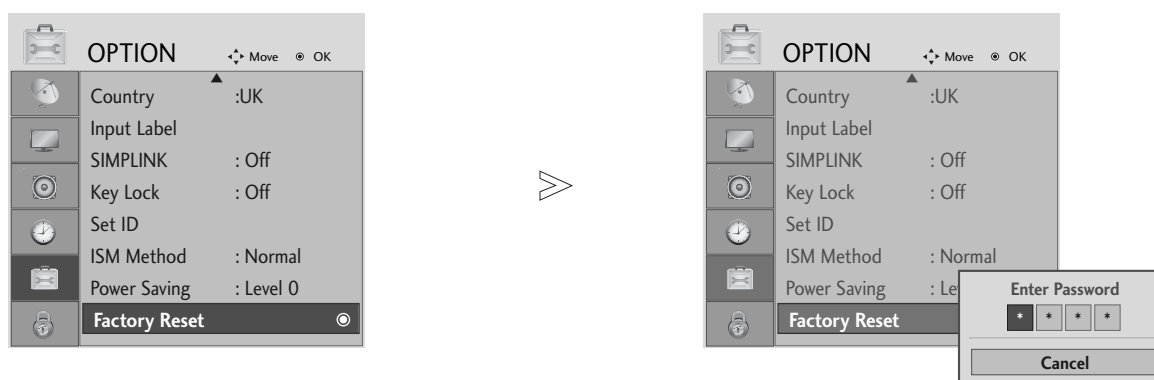 OPTION Move OK
Country :UK
Input Label
SIMPLINK : Off
Key Lock : Off
Set ID
ISM Method : Normal
Power Saving : Level 0
Factory Reset
OPTION Move OK
Country :UK
Input Label
SIMPLINK : Off
Key Lock : Off
Set ID
ISM Method : Normal
Power Saving : Le
Factory Reset
Enter Password
* * * *
Cancel